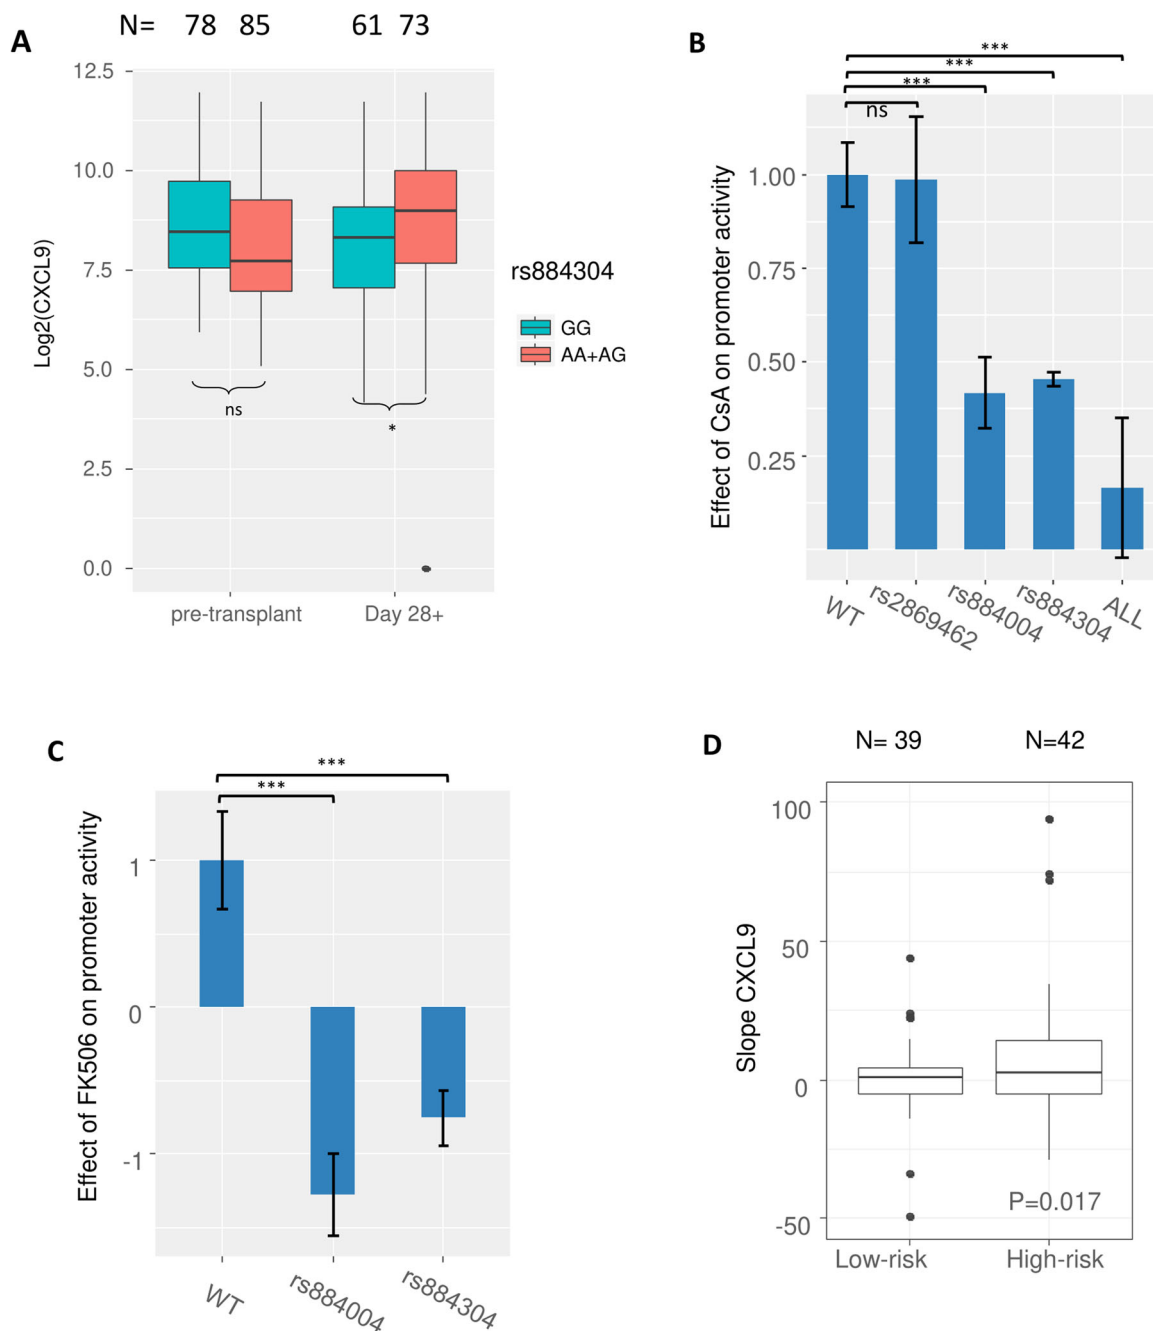 A
N= 78 85 61 73
Log2(CXCL9)
12.5
10.0
7.5
5.0
2.5
0.0
ns
*
pre-transplant Day 28+
rs884304
GG
AA+AG
B
***
***
***
ns
Effect of CsA on promoter activity
1.00
0.75
0.50
0.25
WT rs2869462 rs884004 rs884304 ALL
C
***
***
Effect of FK506 on promoter activity
1
0
-1
WT rs884004 rs884304
D
N= 39 N=42
Slope CXCL9
100
50
0
-50
P=0.017
Low-risk High-risk